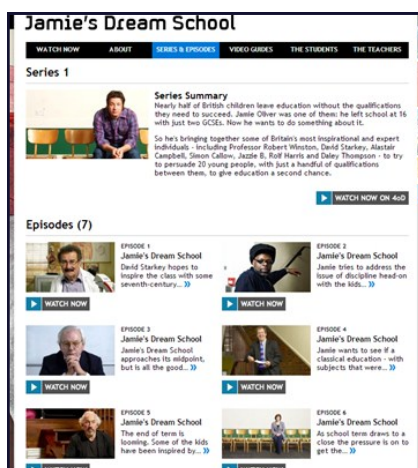 Jamie's Dream School
WATCH NOW ABOUT SERIES & EPISODES VIDEO GUIDES THE STUDENTS THE TEACHERS
Series 1
Series Summary
Nearly half of British children leave education without the qualifications
they need to succeed. Jamie Oliver was one of them: he left school at 16
with just two GCSEs. Now he wants to do something about it.
So he's bringing together some of Britain's most inspirational and expert
individuals - including Professor Robert Winston, David Starkey, Alastair
Campbell, Simon Callow, Jazzie B, Rolf Harris and Daley Thompson - to try
to persuade 20 young people, with just a handful of qualifications
between them, to give education a second chance.
WATCH NOW ON 4oD
Episodes (7)
EPISODE 1
Jamie's Dream School
David Starkey hopes to
inspire the class with some
seventh-century... »
WATCH NOW
EPISODE 2
Jamie's Dream School
Jamie tries to address the
issue of discipline head-on
with the kids... »
WATCH NOW
EPISODE 3
Jamie's Dream School
Jamie's Dream School
approaches its midpoint,
but is all the good... »
WATCH NOW
EPISODE 4
Jamie's Dream School
Jamie wants to see if a
classical education - with
subjects that were... »
WATCH NOW
EPISODE 5
Jamie's Dream School
The end of term is
looming. Some of the kids
have been inspired by... »
WATCH NOW
EPISODE 6
Jamie's Dream School
As school term draws to a
close the pressure is on to
get the... »
WATCH NOW